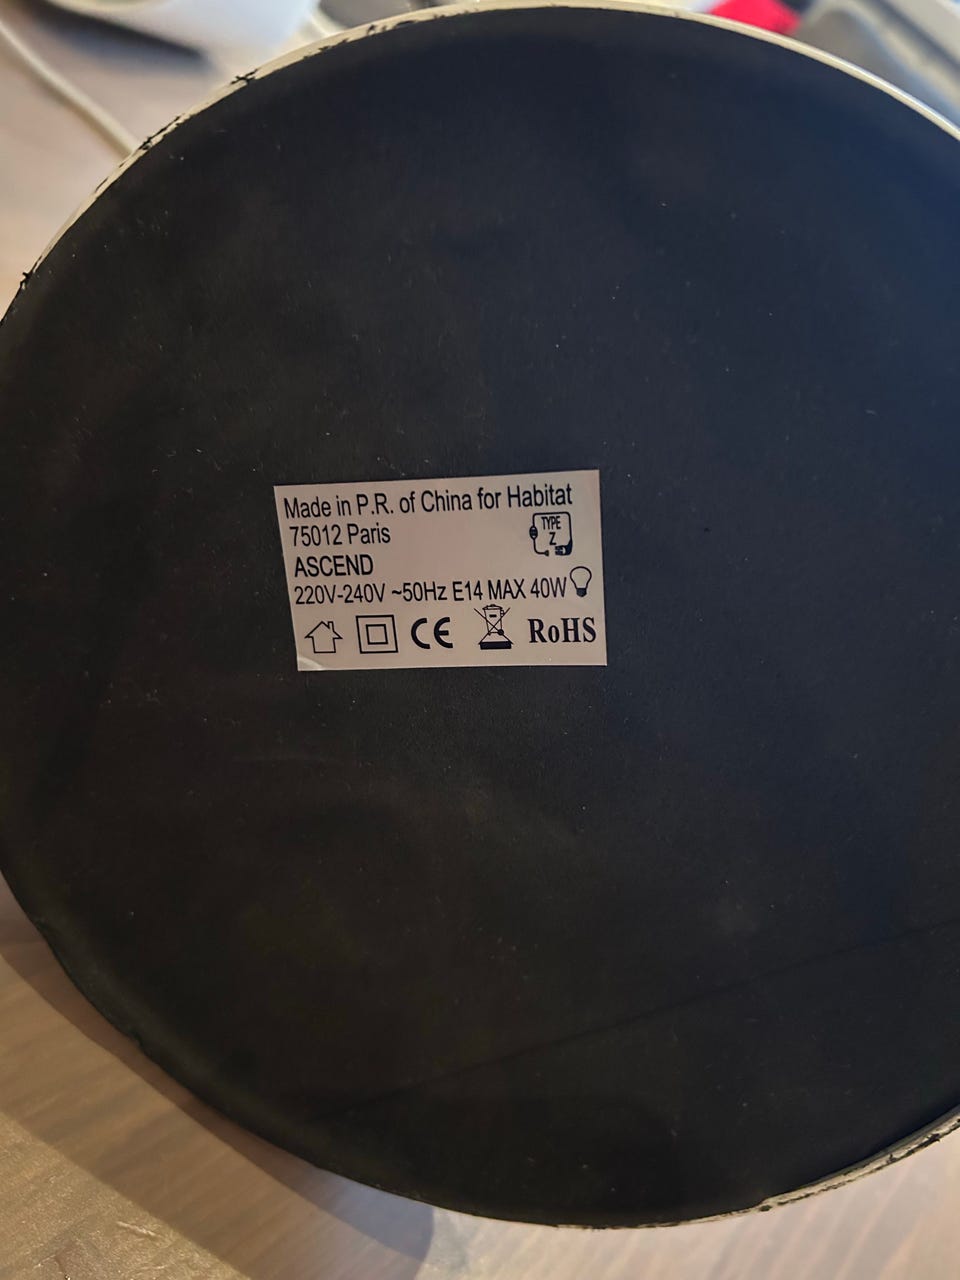 Made in P.R. of China for Habitat
75012 Paris
TYPE
Z
ASCEND
220V-240V ~50Hz E14 MAX 40W
CE
RoHS